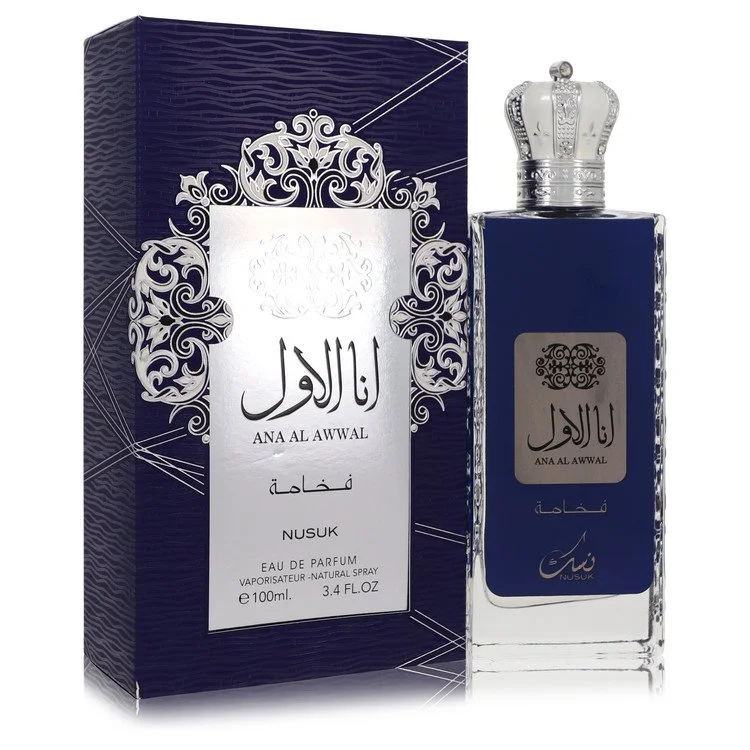 انا الاول
ANA AL AWWAL
فخامة
NUSUK
EAU DE PARFUM
VAPORISATEUR -NATURAL SPRAY
e 100ml. 3.4 FL.OZ
انا الاول
ANA AL AWWAL
فخامة
نسك
NUSUK